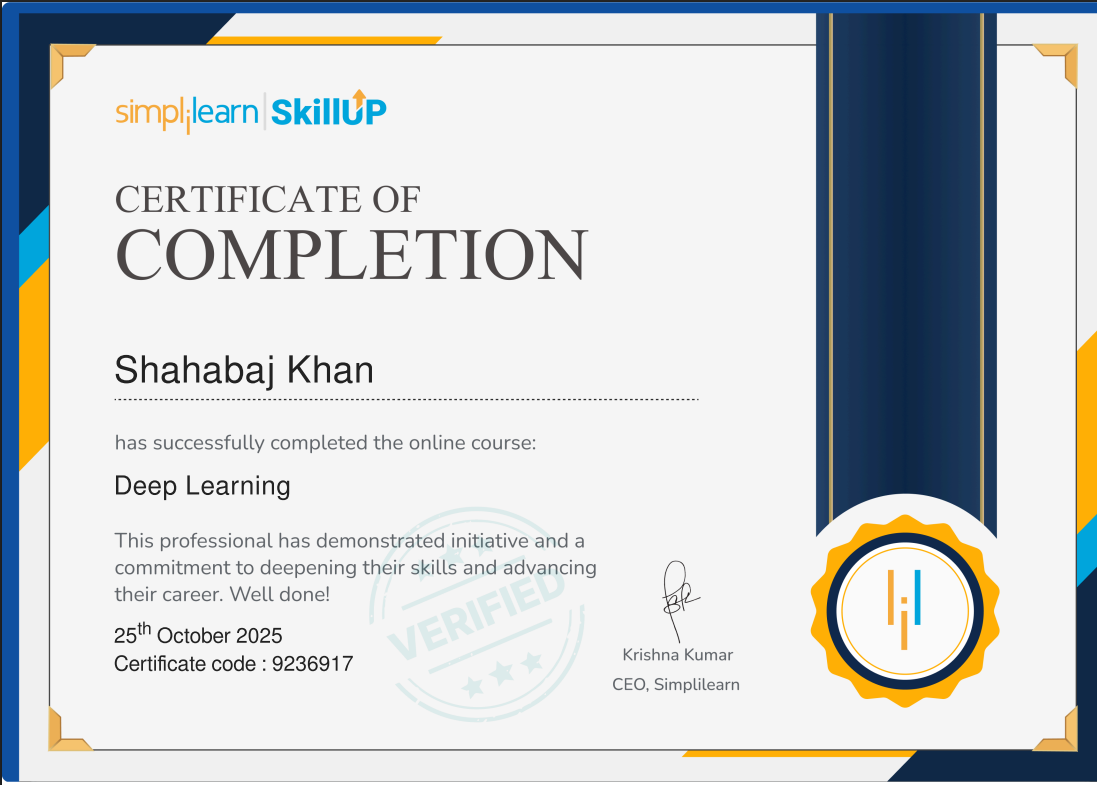 simplilearn | SkillUP
CERTIFICATE OF
COMPLETION
Shahabaj Khan
has successfully completed the online course:
Deep Learning
This professional has demonstrated initiative and a
commitment to deepening their skills and advancing
their career. Well done!
VERIFIED
25th October 2025
Certificate code : 9236917
Krishna Kumar
CEO, Simplilearn